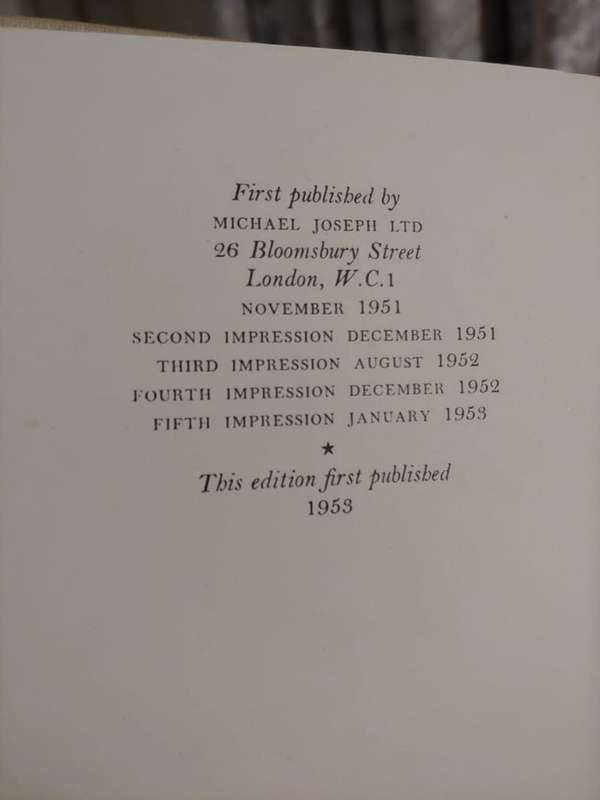 First published by
MICHAEL JOSEPH LTD
26 Bloomsbury Street
London, W.C.1
NOVEMBER 1951
SECOND IMPRESSION DECEMBER 1951
THIRD IMPRESSION AUGUST 1952
FOURTH IMPRESSION DECEMBER 1952
FIFTH IMPRESSION JANUARY 1953
★
This edition first published
1953